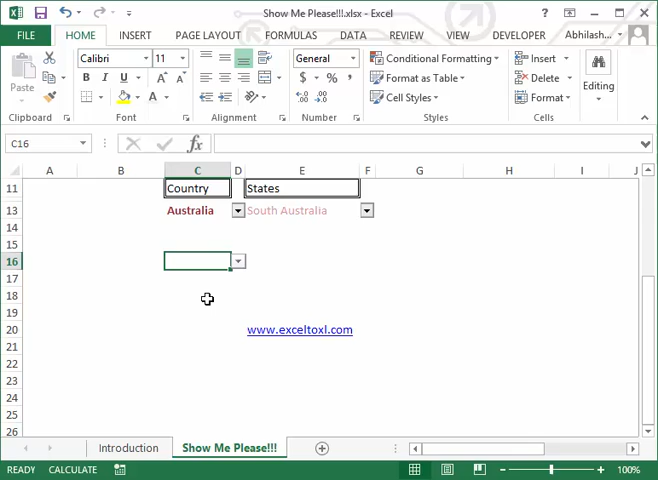 Show Me Please!!!.xlsx - Excel
FILE HOME INSERT PAGE LAYOUT FORMULAS DATA REVIEW VIEW DEVELOPER Abhilash...
Calibri 11 General Conditional Formatting Insert
Paste B I U $ % , Format as Table Delete Editing
A A .0 .00 Cell Styles Format
Clipboard Font Alignment Number Styles Cells
C16 fx
A B C D E F G H I J
11 Country States
13 Australia South Australia
14
15
16
17
18
19
20 www.exceltoxl.com
21
22
23
24
25
26
Introduction Show Me Please!!!
READY CALCULATE 100%